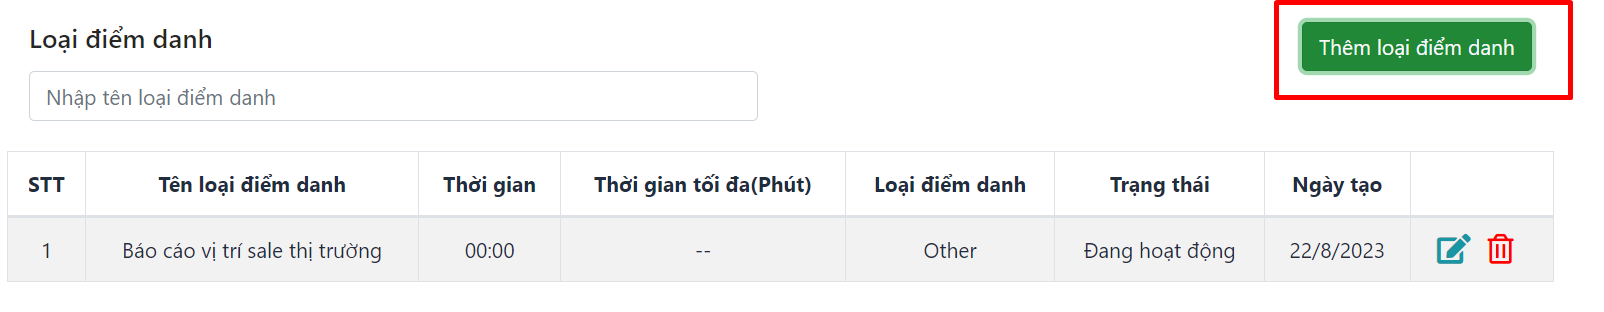 Loại điểm danh
Thêm loại điểm danh
Nhập tên loại điểm danh
STT Tên loại điểm danh Thời gian Thời gian tối đa(Phút) Loại điểm danh Trạng thái Ngày tạo
1 Báo cáo vị trí sale thị trường 00:00 -- Other Đang hoạt động 22/8/2023